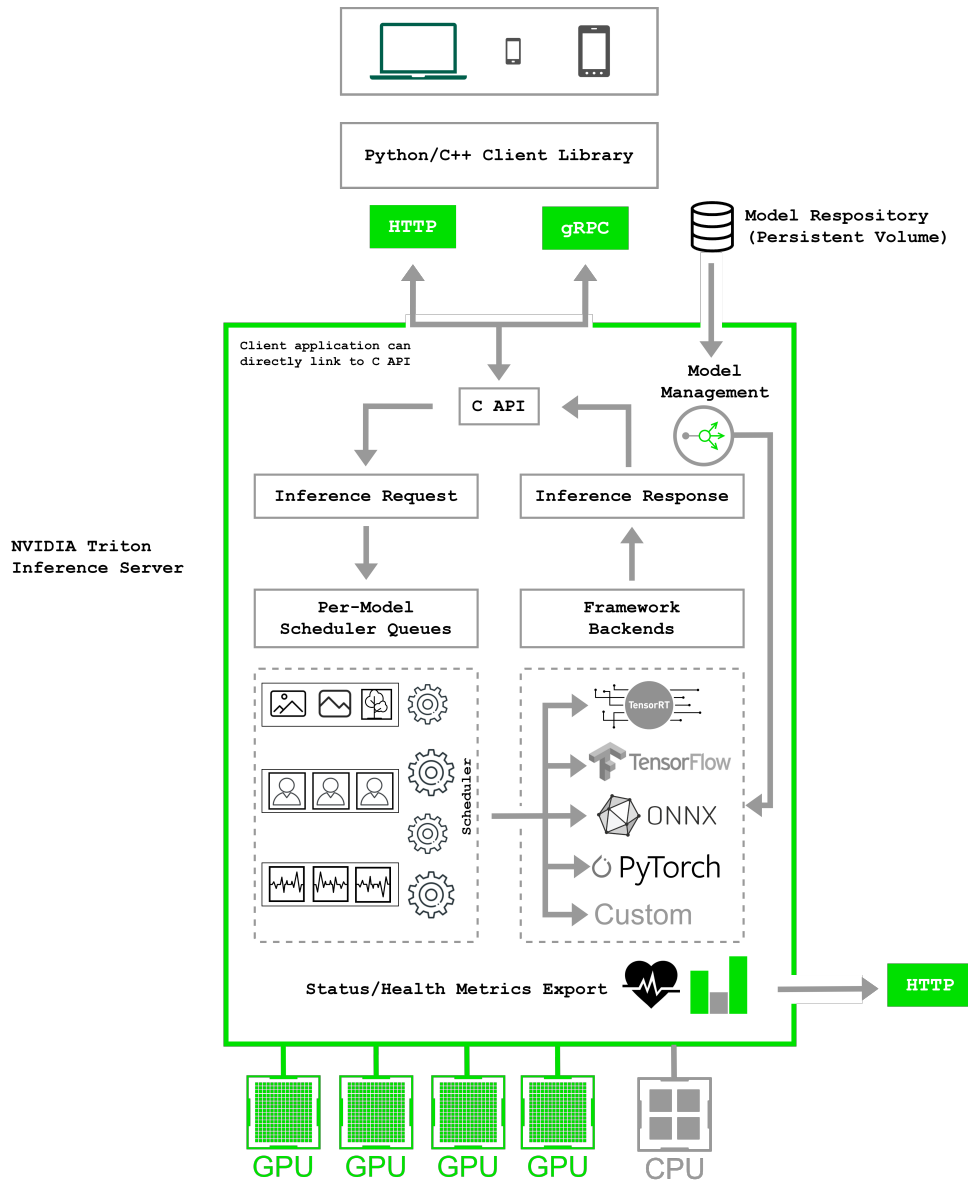 Python/C++ Client Library
HTTP
gRPC
Model Respository
(Persistent Volume)
Client application can
directly link to C API
C API
Model
Management
Inference Request
Inference Response
NVIDIA Triton
Inference Server
Per-Model
Scheduler Queues
Framework
Backends
Scheduler
TensorRT
TensorFlow
ONNX
PyTorch
Custom
Status/Health Metrics Export
HTTP
GPU
GPU
GPU
GPU
CPU